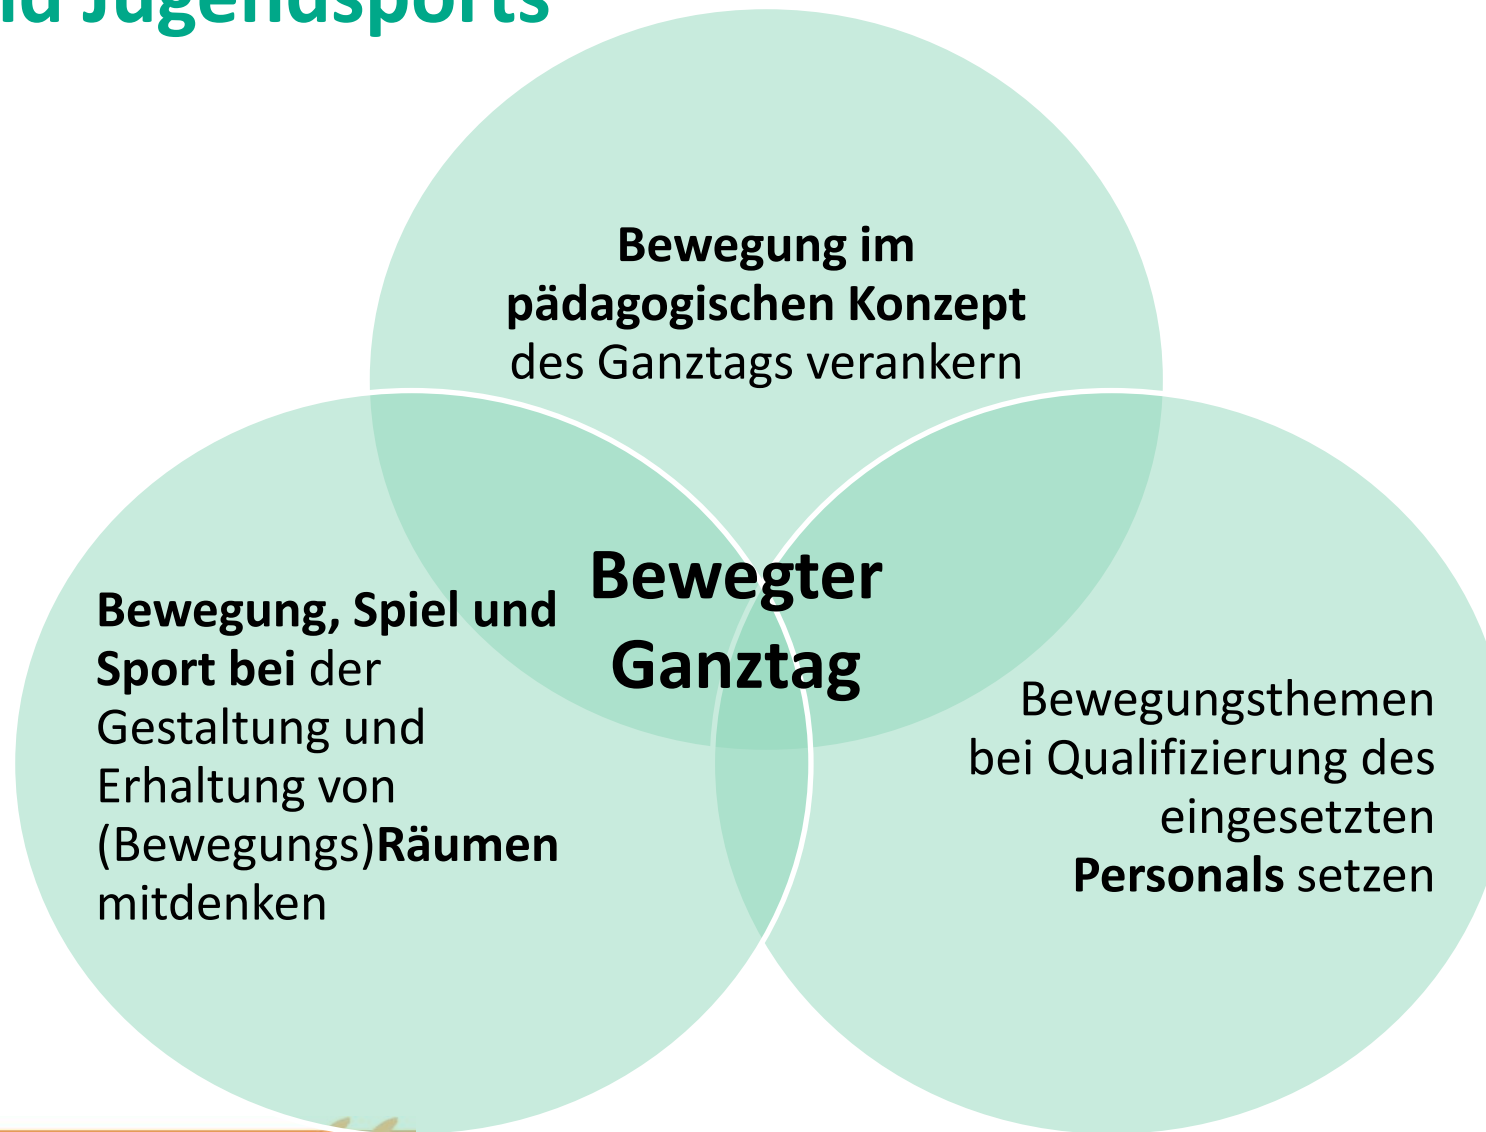 Jugendsports
Bewegung im
pädagogischen Konzept
des Ganztags verankern
Bewegter
Ganztag
Bewegung, Spiel und
Sport bei der
Gestaltung und
Erhaltung von
(Bewegungs)Räumen
mitdenken
Bewegungsthemen
bei Qualifizierung des
eingesetzten
Personals setzen